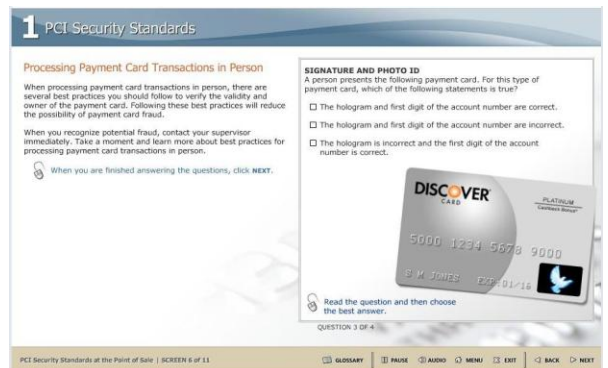 1 PCI Security Standards
Processing Payment Card Transactions in Person
When processing payment card transactions in person, there are
several best practices you should follow to verify the validity and
owner of the payment card. Following these best practices will reduce
the possibility of payment card fraud.
When you recognize potential fraud, contact your supervisor
immediately. Take a moment and learn more about best practices for
processing payment card transactions in person.
When you are finished answering the questions, click NEXT.
SIGNATURE AND PHOTO ID
A person presents the following payment card. For this type of
payment card, which of the following statements is true?
The hologram and first digit of the account number are correct.
The hologram and first digit of the account number are incorrect.
The hologram is incorrect and the first digit of the account
number is correct.
DISCOVER
CARD
PLATINUM
Cashback Bonus
5000 1234 5678 9000
S M JONES EXP:01/16
Read the question and then choose
the best answer.
QUESTION 3 OF 4
PCI Security Standards at the Point of Sale | SCREEN 6 of 11
GLOSSARY PAUSE AUDIO MENU EXIT BACK NEXT